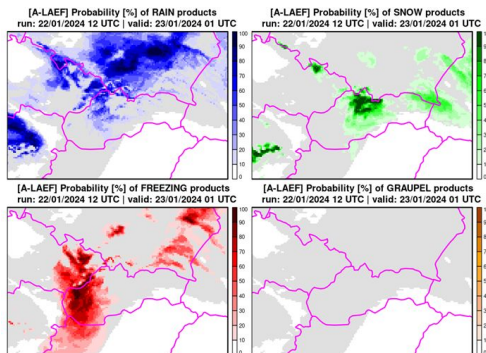 [A-LAEF] Probability [%] of RAIN products
run: 22/01/2024 12 UTC | valid: 23/01/2024 01 UTC
100
90
80
70
60
50
40
30
20
10
0
[A-LAEF] Probability [%] of SNOW products
run: 22/01/2024 12 UTC | valid: 23/01/2024 01 UTC
[A-LAEF] Probability [%] of FREEZING products
run: 22/01/2024 12 UTC | valid: 23/01/2024 01 UTC
100
90
80
70
60
50
40
30
20
10
0
[A-LAEF] Probability [%] of GRAUPEL products
run: 22/01/2024 12 UTC | valid: 23/01/2024 01 UTC